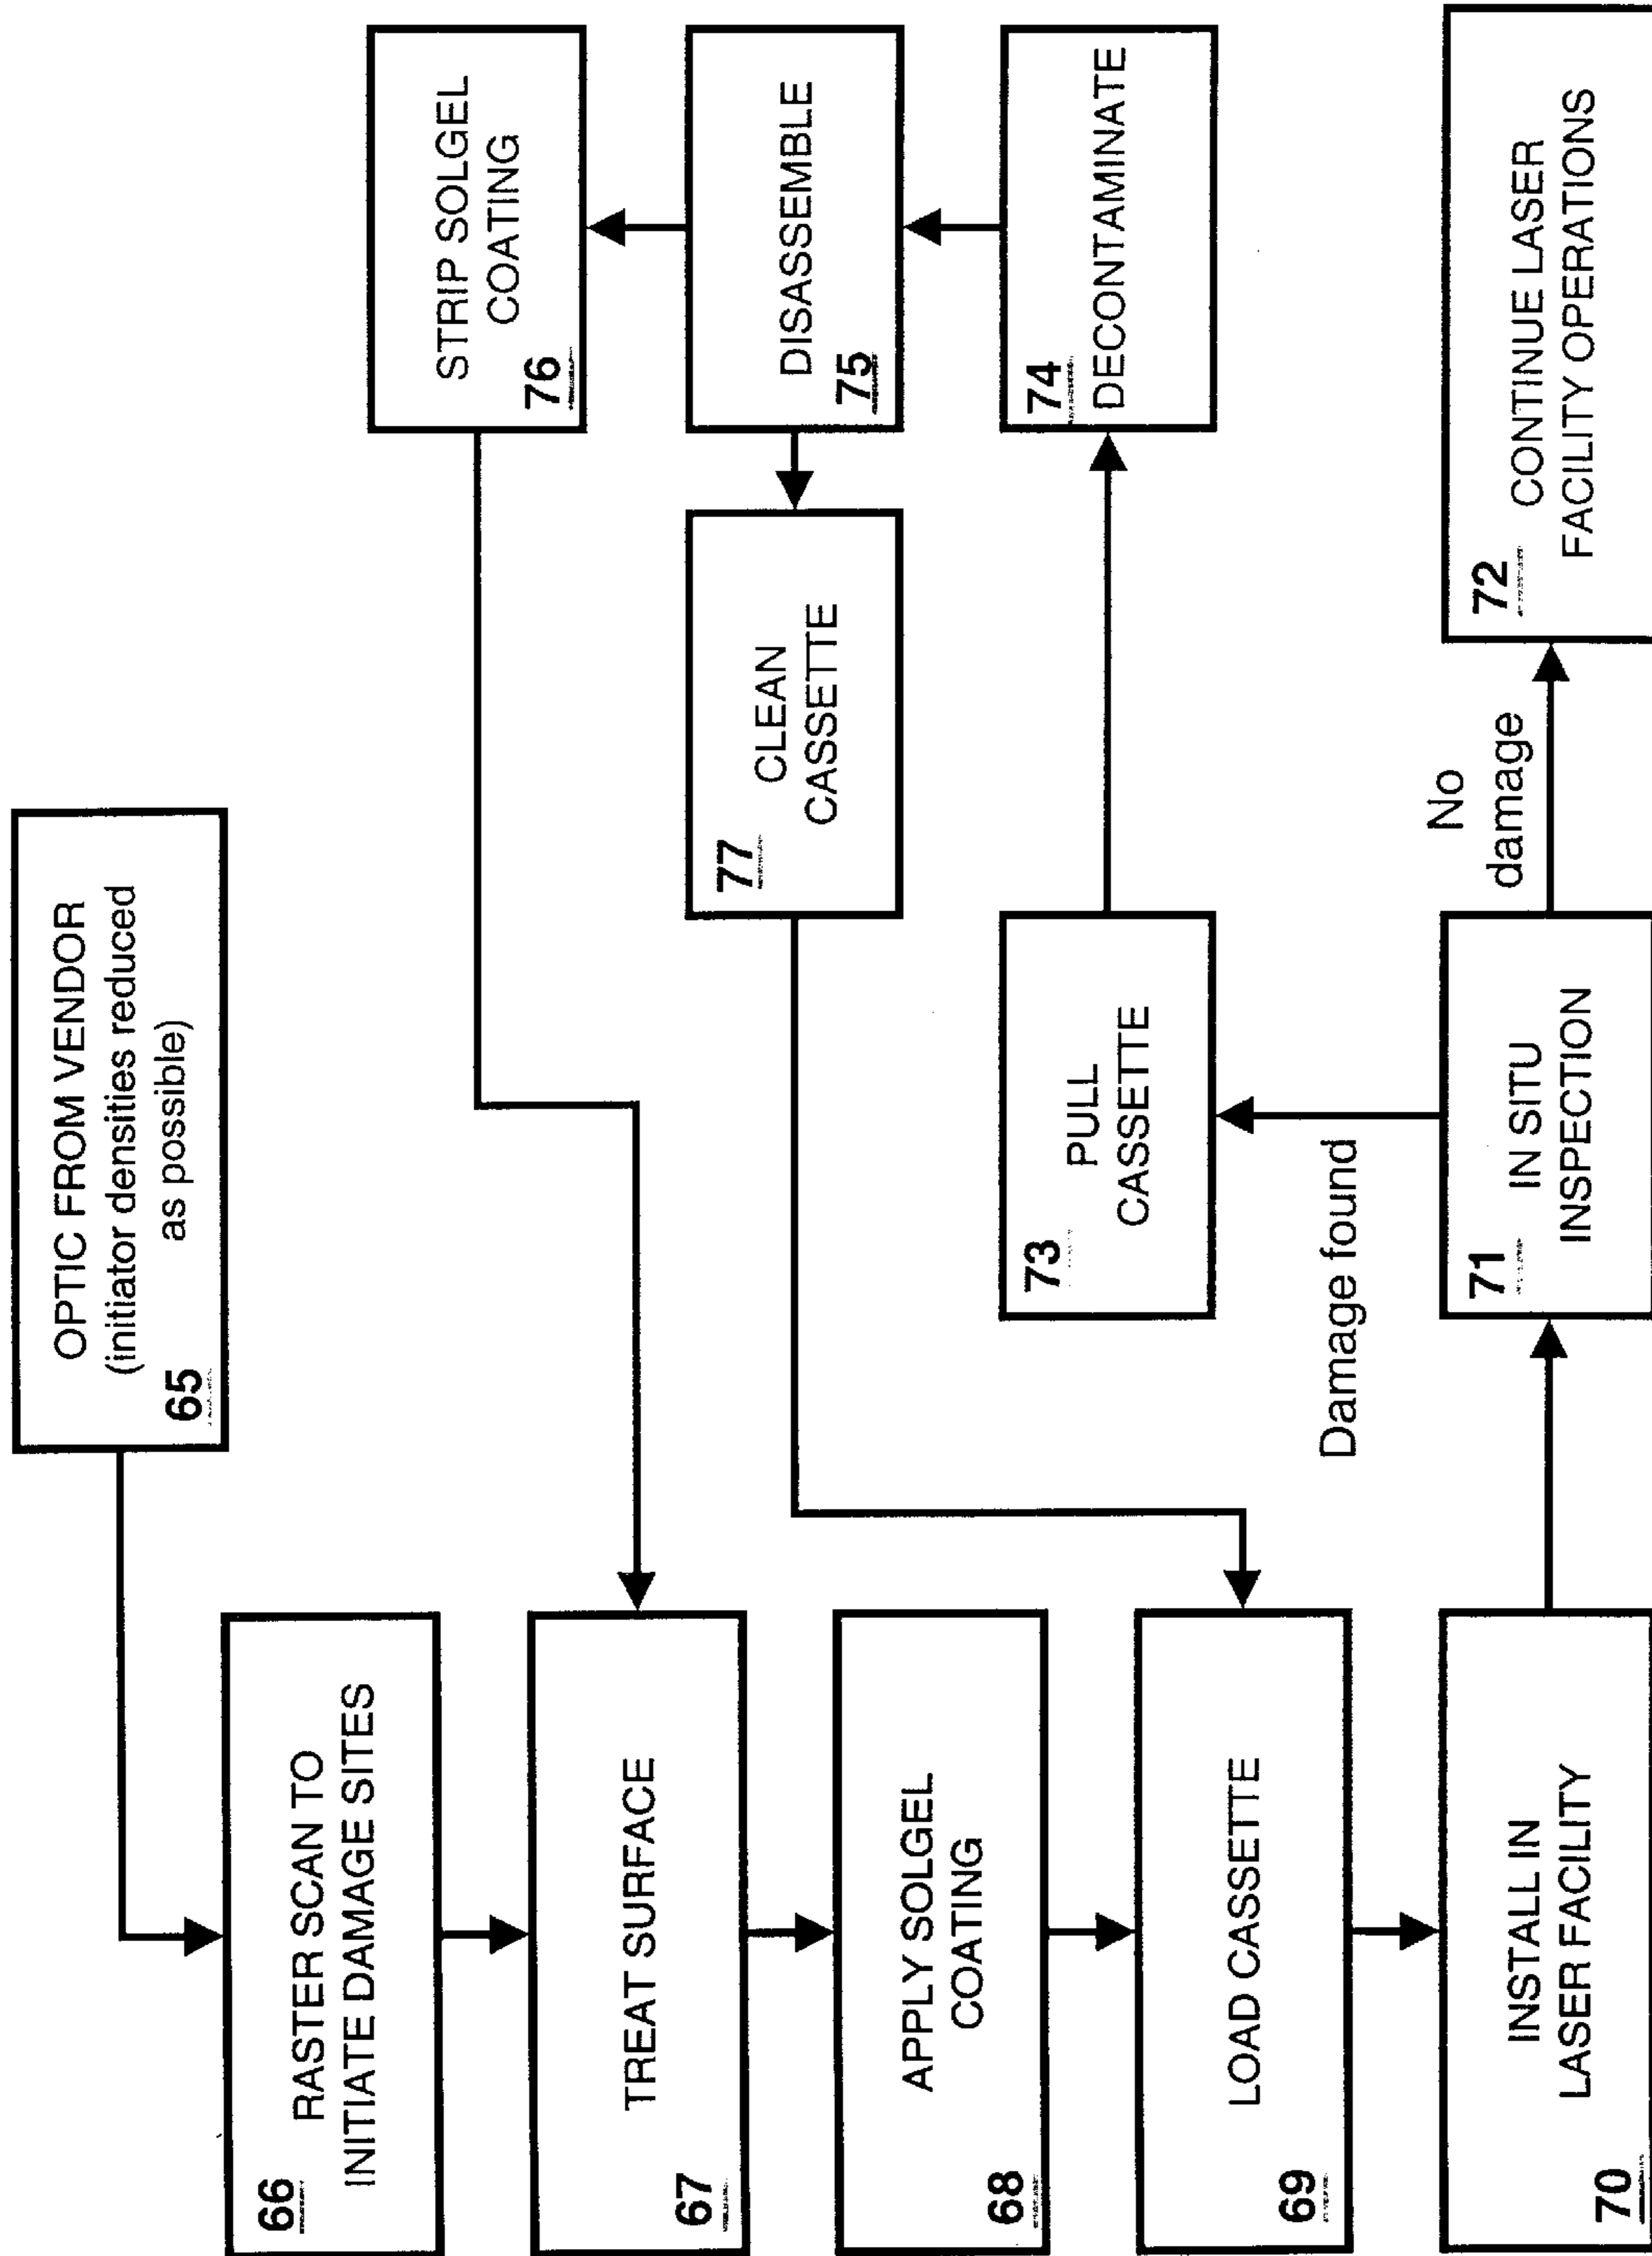 OPTIC FROM VENDOR
(initiator densities reduced
as possible)
65
66
RASTER SCAN TO
INITIATE DAMAGE SITES
67
TREAT SURFACE
68
APPLY SOLGEL
COATING
69
LOAD CASSETTE
70
INSTALL IN
LASER FACILITY
71
IN SITU
INSPECTION
No
damage
72
CONTINUE LASER
FACILITY OPERATIONS
Damage found
73
PULL
CASSETTE
74
DECONTAMINATE
75
DISASSEMBLE
76
STRIP SOLGEL
COATING
77
CLEAN
CASSETTE